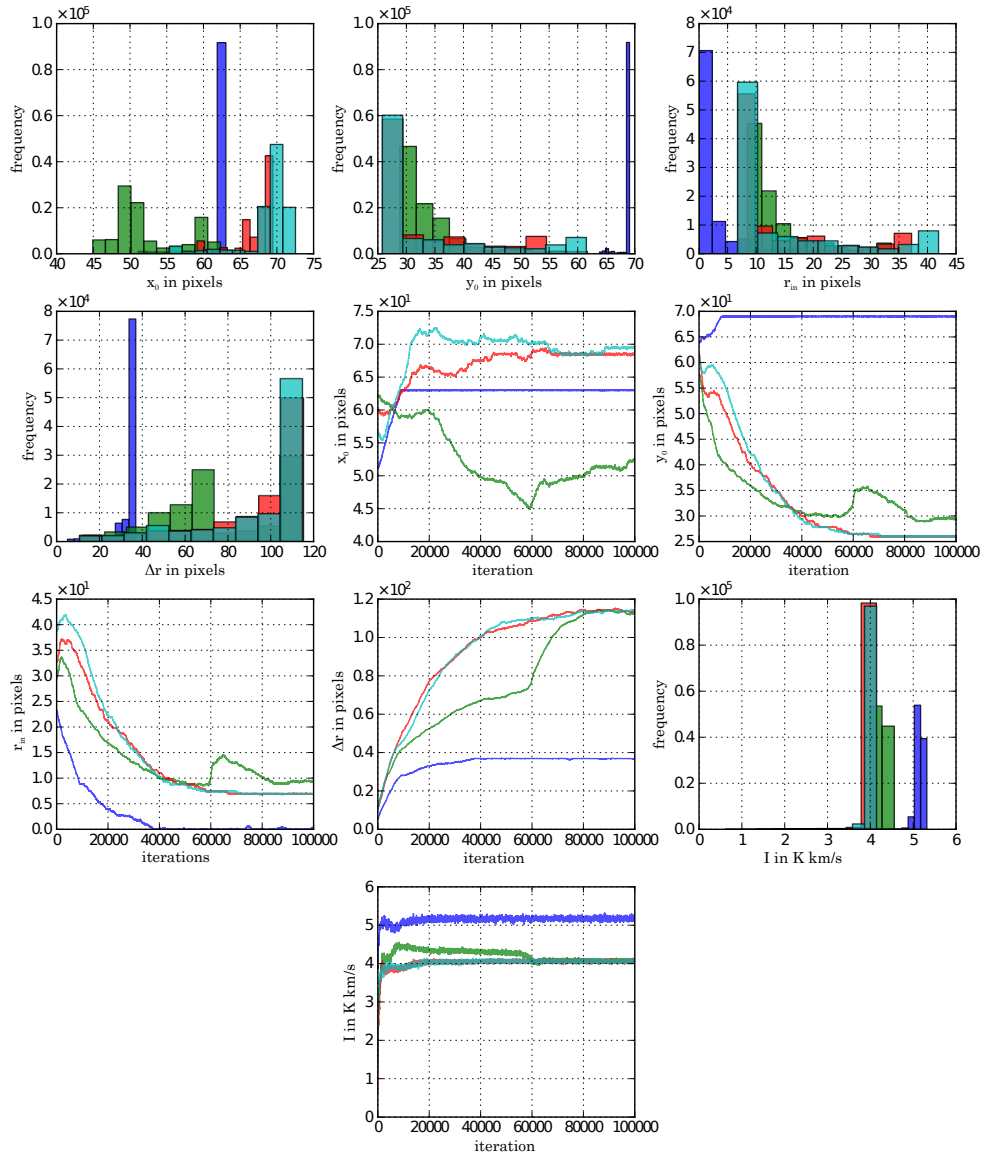 ×10⁵
1.0
0.8
0.6
0.4
0.2
0.0
frequency
40 45 50 55 60 65 70 75
x₀ in pixels
×10⁵
1.0
0.8
0.6
0.4
0.2
0.0
frequency
25 30 35 40 45 50 55 60 65 70
y₀ in pixels
×10⁴
8
7
6
5
4
3
2
1
0
frequency
0 5 10 15 20 25 30 35 40 45
rᵢₙ in pixels
×10⁴
8
7
6
5
4
3
2
1
0
frequency
0 20 40 60 80 100 120
Δr in pixels
×10¹
7.5
7.0
6.5
6.0
5.5
5.0
4.5
4.0
x₀ in pixels
0 20000 40000 60000 80000 100000
iteration
×10¹
7.0
6.5
6.0
5.5
5.0
4.5
4.0
3.5
3.0
2.5
y₀ in pixels
0 20000 40000 60000 80000 100000
iteration
×10¹
4.5
4.0
3.5
3.0
2.5
2.0
1.5
1.0
0.5
0.0
rᵢₙ in pixels
0 20000 40000 60000 80000 100000
iterations
×10²
1.2
1.0
0.8
0.6
0.4
0.2
0.0
Δr in pixels
0 20000 40000 60000 80000 100000
iteration
×10⁵
1.0
0.8
0.6
0.4
0.2
0.0
frequency
0 1 2 3 4 5 6
I in K km/s
6
5
4
3
2
1
0
I in K km/s
0 20000 40000 60000 80000 100000
iteration